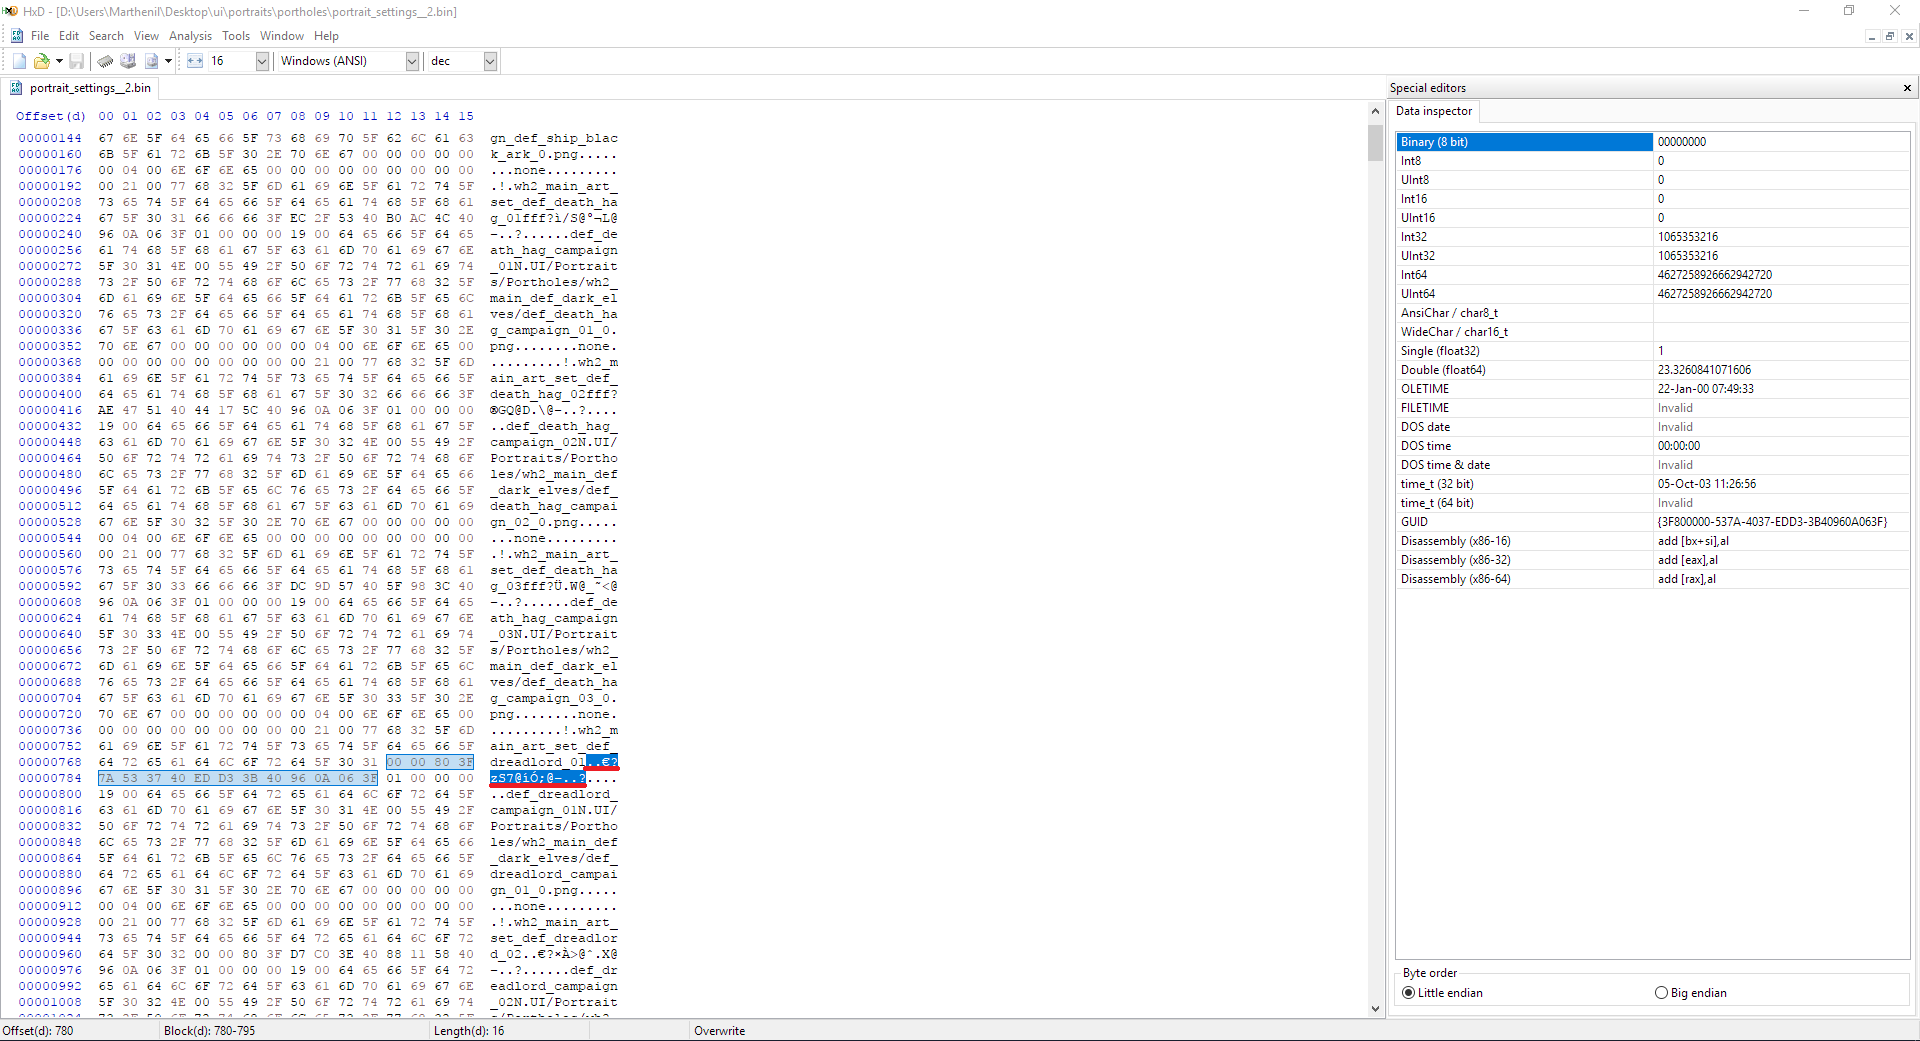 HxD - [D:\Users\Marthenil\Desktop\ui\portraits\portholes\portrait_settings__2.bin]
File Edit Search View Analysis Tools Window Help
16 Windows (ANSI) dec
portrait_settings__2.bin
Offset(d) 00 01 02 03 04 05 06 07 08 09 10 11 12 13 14 15
00000144 67 6E 5F 64 65 66 5F 73 68 69 70 5F 62 6C 61 63 gn_def_ship_blac
00000160 6B 5F 61 72 6B 5F 30 2E 70 6E 67 00 00 00 00 00 k_ark_0.png.....
00000176 00 04 00 6E 6F 6E 65 00 00 00 00 00 00 00 00 00 ...none.........
00000192 00 21 00 77 68 32 5F 6D 61 69 6E 5F 61 72 74 5F .!.wh2_main_art_
00000208 73 65 74 5F 64 65 66 5F 64 65 61 74 68 5F 68 61 set_def_death_ha
00000224 67 5F 30 31 66 66 66 3F EC 2F 53 40 B0 AC 4C 40 g_01fff?ì/S@°¬L@
00000240 96 0A 06 3F 01 00 00 00 19 00 64 65 66 5F 64 65 –..?......def_de
00000256 61 74 68 5F 68 61 67 5F 63 61 6D 70 61 69 67 6E ath_hag_campaign
00000272 5F 30 31 4E 00 55 49 2F 50 6F 72 74 72 61 69 74 _01N.UI/Portrait
00000288 73 2F 50 6F 72 74 68 6F 6C 65 73 2F 77 68 32 5F s/Portholes/wh2_
00000304 6D 61 69 6E 5F 64 65 66 5F 64 61 72 6B 5F 65 6C main_def_dark_el
00000320 76 65 73 2F 64 65 66 5F 64 65 61 74 68 5F 68 61 ves/def_death_ha
00000336 67 5F 63 61 6D 70 61 69 67 6E 5F 30 31 5F 30 2E g_campaign_01_0.
00000352 70 6E 67 00 00 00 00 00 00 04 00 6E 6F 6E 65 00 png........none.
00000368 00 00 00 00 00 00 00 00 00 21 00 77 68 32 5F 6D .........!.wh2_m
00000384 61 69 6E 5F 61 72 74 5F 73 65 74 5F 64 65 66 5F ain_art_set_def_
00000400 64 65 61 74 68 5F 68 61 67 5F 30 32 66 66 66 3F death_hag_02fff?
00000416 AE 47 51 40 44 17 5C 40 96 0A 06 3F 01 00 00 00 ®GQ@D.\@–..?....
00000432 19 00 64 65 66 5F 64 65 61 74 68 5F 68 61 67 5F ..def_death_hag_
00000448 63 61 6D 70 61 69 67 6E 5F 30 32 4E 00 55 49 2F campaign_02N.UI/
00000464 50 6F 72 74 72 61 69 74 73 2F 50 6F 72 74 68 6F Portraits/Portho
00000480 6C 65 73 2F 77 68 32 5F 6D 61 69 6E 5F 64 65 66 les/wh2_main_def
00000496 5F 64 61 72 6B 5F 65 6C 76 65 73 2F 64 65 66 5F _dark_elves/def_
00000512 64 65 61 74 68 5F 68 61 67 5F 63 61 6D 70 61 69 death_hag_campai
00000528 67 6E 5F 30 32 5F 30 2E 70 6E 67 00 00 00 00 00 gn_02_0.png.....
00000544 00 04 00 6E 6F 6E 65 00 00 00 00 00 00 00 00 00 ...none.........
00000560 00 21 00 77 68 32 5F 6D 61 69 6E 5F 61 72 74 5F .!.wh2_main_art_
00000576 73 65 74 5F 64 65 66 5F 64 65 61 74 68 5F 68 61 set_def_death_ha
00000592 67 5F 30 33 66 66 66 3F DC 9D 57 40 5F 98 3C 40 g_03fff?Ü.W@_˜<@
00000608 96 0A 06 3F 01 00 00 00 19 00 64 65 66 5F 64 65 –..?......def_de
00000624 61 74 68 5F 68 61 67 5F 63 61 6D 70 61 69 67 6E ath_hag_campaign
00000640 5F 30 33 4E 00 55 49 2F 50 6F 72 74 72 61 69 74 _03N.UI/Portrait
00000656 73 2F 50 6F 72 74 68 6F 6C 65 73 2F 77 68 32 5F s/Portholes/wh2_
00000672 6D 61 69 6E 5F 64 65 66 5F 64 61 72 6B 5F 65 6C main_def_dark_el
00000688 76 65 73 2F 64 65 66 5F 64 65 61 74 68 5F 68 61 ves/def_death_ha
00000704 67 5F 63 61 6D 70 61 69 67 6E 5F 30 33 5F 30 2E g_campaign_03_0.
00000720 70 6E 67 00 00 00 00 00 00 04 00 6E 6F 6E 65 00 png........none.
00000736 00 00 00 00 00 00 00 00 00 21 00 77 68 32 5F 6D .........!.wh2_m
00000752 61 69 6E 5F 61 72 74 5F 73 65 74 5F 64 65 66 5F ain_art_set_def_
00000768 64 72 65 61 64 6C 6F 72 64 5F 30 31 00 00 80 3F dreadlord_01..€?
00000784 7A 53 37 40 ED D3 3B 40 96 0A 06 3F 01 00 00 00 zS7@íÓ;@–..?....
00000800 19 00 64 65 66 5F 64 72 65 61 64 6C 6F 72 64 5F ..def_dreadlord_
00000816 63 61 6D 70 61 69 67 6E 5F 30 31 4E 00 55 49 2F campaign_01N.UI/
00000832 50 6F 72 74 72 61 69 74 73 2F 50 6F 72 74 68 6F Portraits/Portho
00000848 6C 65 73 2F 77 68 32 5F 6D 61 69 6E 5F 64 65 66 les/wh2_main_def
00000864 5F 64 61 72 6B 5F 65 6C 76 65 73 2F 64 65 66 5F _dark_elves/def_
00000880 64 72 65 61 64 6C 6F 72 64 5F 63 61 6D 70 61 69 dreadlord_campai
00000896 67 6E 5F 30 31 5F 30 2E 70 6E 67 00 00 00 00 00 gn_01_0.png.....
00000912 00 04 00 6E 6F 6E 65 00 00 00 00 00 00 00 00 00 ...none.........
00000928 00 21 00 77 68 32 5F 6D 61 69 6E 5F 61 72 74 5F .!.wh2_main_art_
00000944 73 65 74 5F 64 65 66 5F 64 72 65 61 64 6C 6F 72 set_def_dreadlor
00000960 64 5F 30 32 00 00 80 3F D7 C0 3E 40 88 11 58 40 d_02..€?×À>@ˆ.X@
00000976 96 0A 06 3F 01 00 00 00 19 00 64 65 66 5F 64 72 –..?......def_dr
00000992 65 61 64 6C 6F 72 64 5F 63 61 6D 70 61 69 67 6E eadlord_campaign
00001008 5F 30 32 4E 00 55 49 2F 50 6F 72 74 72 61 69 74 _02N.UI/Portrait
Special editors
Data inspector
Binary (8 bit) 00000000
Int8 0
UInt8 0
Int16 0
UInt16 0
Int32 1065353216
UInt32 1065353216
Int64 4627258926662942720
UInt64 4627258926662942720
AnsiChar / char8_t
WideChar / char16_t
Single (float32) 1
Double (float64) 23.3260841071606
OLETIME 22-Jan-00 07:49:33
FILETIME Invalid
DOS date Invalid
DOS time 00:00:00
DOS time & date Invalid
time_t (32 bit) 05-Oct-03 11:26:56
time_t (64 bit) Invalid
GUID {3F800000-537A-4037-EDD3-3B40960A063F}
Disassembly (x86-16) add [bx+si],al
Disassembly (x86-32) add [eax],al
Disassembly (x86-64) add [rax],al
Byte order
Little endian Big endian
Offset(d): 780 Block(d): 780-795 Length(d): 16 Overwrite